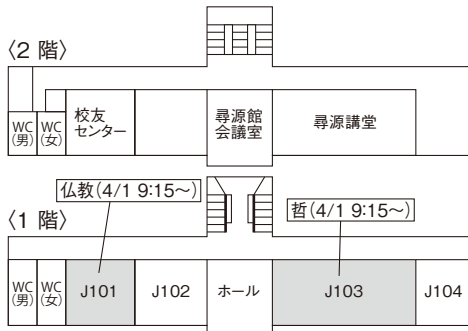 〈2 階〉
WC
(男)
WC
(女)
校友
センター
尋源館
会議室
尋源講堂
仏教(4/1 9:15~)
哲(4/1 9:15~)
〈1 階〉
WC
(男)
WC
(女)
J101
J102
ホール
J103
J104